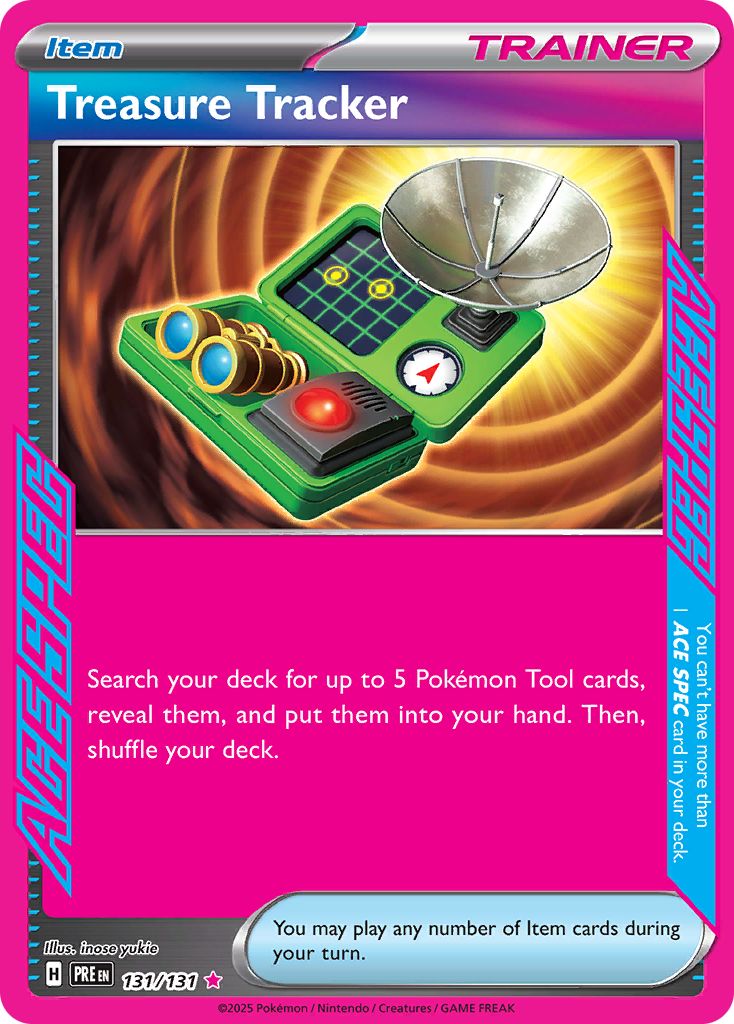 Item
TRAINER
Treasure Tracker
ACE SPEC
ACE SPEC
Search your deck for up to 5 Pokémon Tool cards,
reveal them, and put them into your hand. Then,
shuffle your deck.
You can't have more than
1 ACE SPEC card in your deck.
You may play any number of Item cards during
your turn.
Illus. inose yukie
H PRE EN 131/131
©2025 Pokémon / Nintendo / Creatures / GAME FREAK